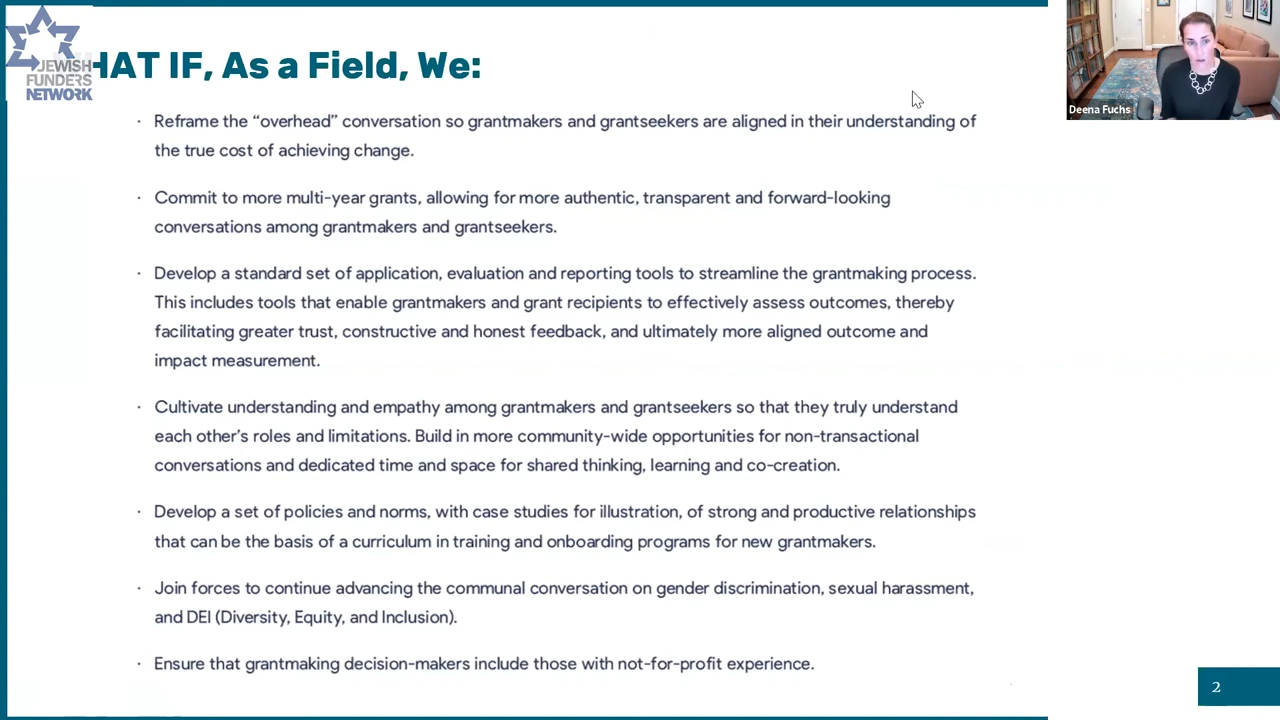 JEWISH
FUNDERS
NETWORK
HAT IF, As a Field, We:
Deena Fuchs
· Reframe the “overhead” conversation so grantmakers and grantseekers are aligned in their understanding of
the true cost of achieving change.
· Commit to more multi-year grants, allowing for more authentic, transparent and forward-looking
conversations among grantmakers and grantseekers.
· Develop a standard set of application, evaluation and reporting tools to streamline the grantmaking process.
This includes tools that enable grantmakers and grant recipients to effectively assess outcomes, thereby
facilitating greater trust, constructive and honest feedback, and ultimately more aligned outcome and
impact measurement.
· Cultivate understanding and empathy among grantmakers and grantseekers so that they truly understand
each other’s roles and limitations. Build in more community-wide opportunities for non-transactional
conversations and dedicated time and space for shared thinking, learning and co-creation.
· Develop a set of policies and norms, with case studies for illustration, of strong and productive relationships
that can be the basis of a curriculum in training and onboarding programs for new grantmakers.
· Join forces to continue advancing the communal conversation on gender discrimination, sexual harassment,
and DEI (Diversity, Equity, and Inclusion).
· Ensure that grantmaking decision-makers include those with not-for-profit experience.
2